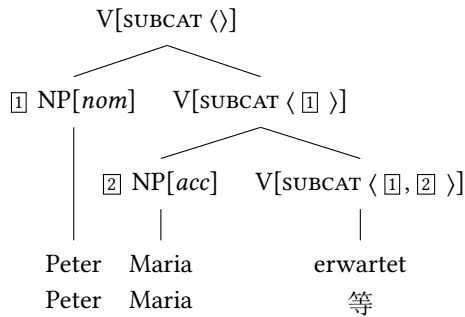 V[SUBCAT ⟨⟩]
1 NP[nom] V[SUBCAT ⟨ 1 ⟩]
2 NP[acc] V[SUBCAT ⟨ 1, 2 ⟩]
Peter Maria erwartet
Peter Maria 等